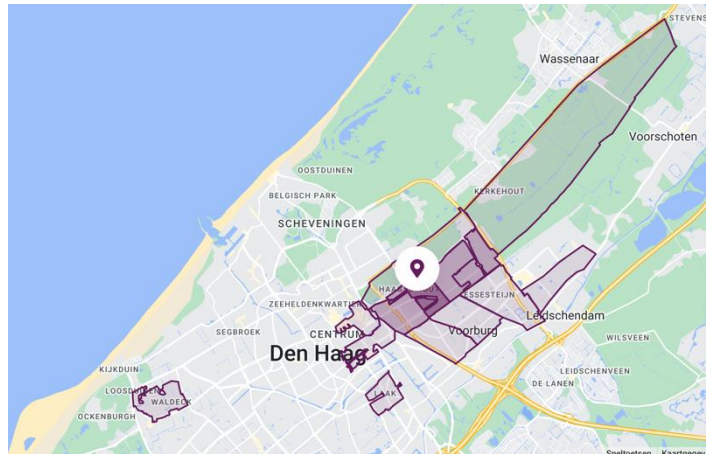 STEVENS
Wassenaar
Voorschoten
OOSTDUINEN
KERKEHOUT
BELGISCH PARK
SCHEVENINGEN
ZEEHELDENKWARTIER
ESSESTEIJN
Leidschendam
CENTRUM
Voorburg
SEGBROEK
Den Haag
WILSVEEN
KIJKDUIN
LEIDSCHENVEEN
LOOSDUINEN
DE LANEN
WALDECK
LAAK
OCKENBURGH
Sneltoetsen Kaartgegev